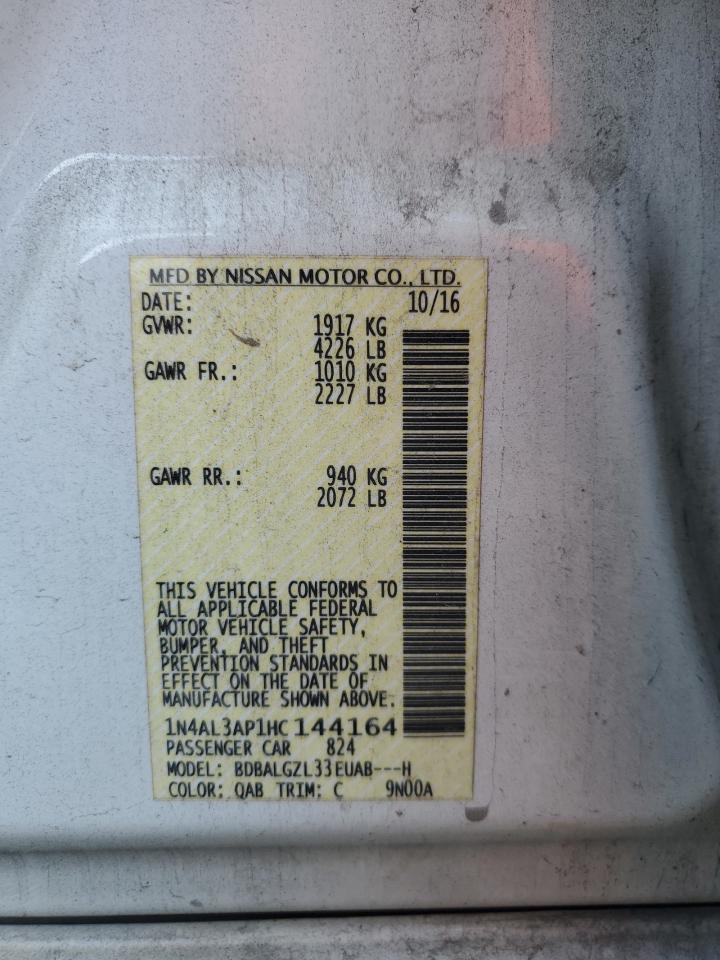 MFD BY NISSAN MOTOR CO., LTD.
DATE: 10/16
GVWR: 1917 KG
4226 LB
GAWR FR.: 1010 KG
2227 LB
GAWR RR.: 940 KG
2072 LB
THIS VEHICLE CONFORMS TO
ALL APPLICABLE FEDERAL
MOTOR VEHICLE SAFETY,
BUMPER, AND THEFT
PREVENTION STANDARDS IN
EFFECT ON THE DATE OF
MANUFACTURE SHOWN ABOVE.
1N4AL3AP1HC144164
PASSENGER CAR 824
MODEL: BDBALGZL33EUAB---H
COLOR: QAB TRIM: C 9N00A